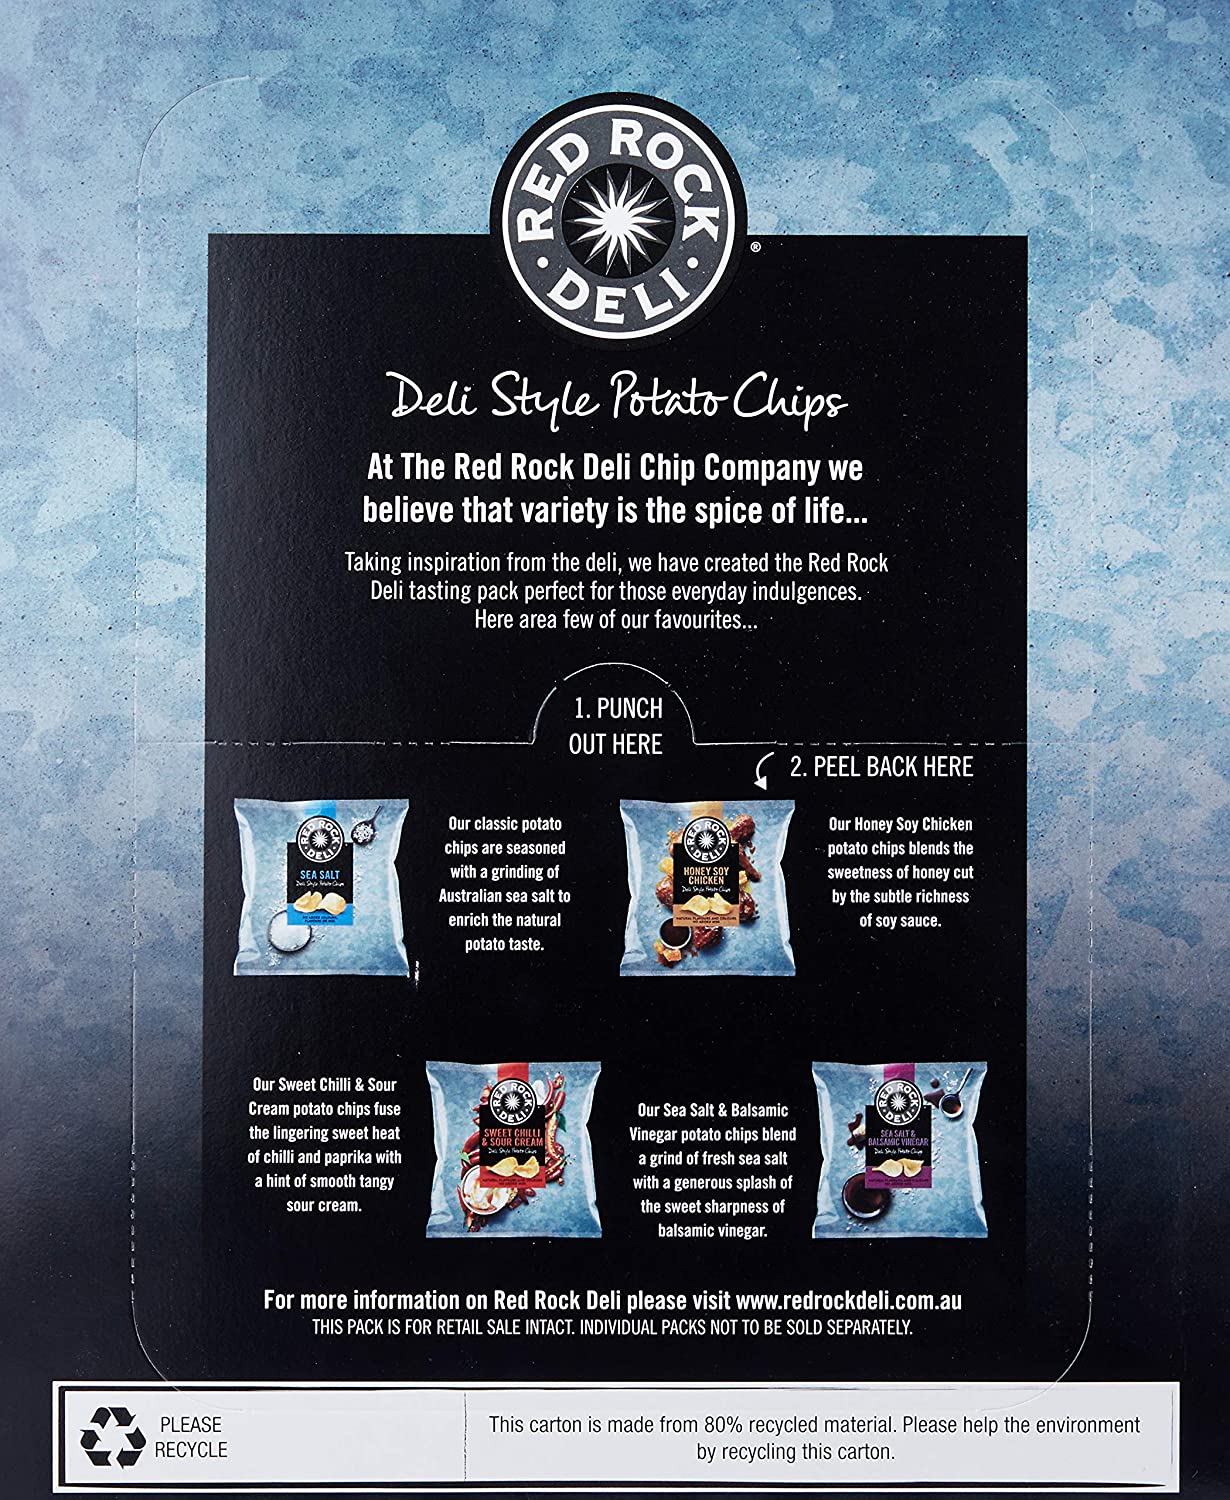 RED ROCK
DELI
®
Deli Style Potato Chips
At The Red Rock Deli Chip Company we
believe that variety is the spice of life...
Taking inspiration from the deli, we have created the Red Rock
Deli tasting pack perfect for those everyday indulgences.
Here area few of our favourites...
1. PUNCH
OUT HERE
2. PEEL BACK HERE
RED ROCK
DELI
SEA SALT
Deli Style Potato Chips
Our classic potato
chips are seasoned
with a grinding of
Australian sea salt to
enrich the natural
potato taste.
RED ROCK
DELI
HONEY SOY
CHICKEN
Deli Style Potato Chips
NATURAL FLAVOURS AND COLOURS
NO ADDED MSG
Our Honey Soy Chicken
potato chips blends the
sweetness of honey cut
by the subtle richness
of soy sauce.
Our Sweet Chilli & Sour
Cream potato chips fuse
the lingering sweet heat
of chilli and paprika with
a hint of smooth tangy
sour cream.
RED ROCK
DELI
SWEET CHILLI
& SOUR CREAM
Deli Style Potato Chips
Our Sea Salt & Balsamic
Vinegar potato chips blend
a grind of fresh sea salt
with a generous splash of
the sweet sharpness of
balsamic vinegar.
RED ROCK
DELI
SEA SALT &
BALSAMIC VINEGAR
Deli Style Potato Chips
For more information on Red Rock Deli please visit www.redrockdeli.com.au
THIS PACK IS FOR RETAIL SALE INTACT. INDIVIDUAL PACKS NOT TO BE SOLD SEPARATELY.
PLEASE
RECYCLE
This carton is made from 80% recycled material. Please help the environment
by recycling this carton.